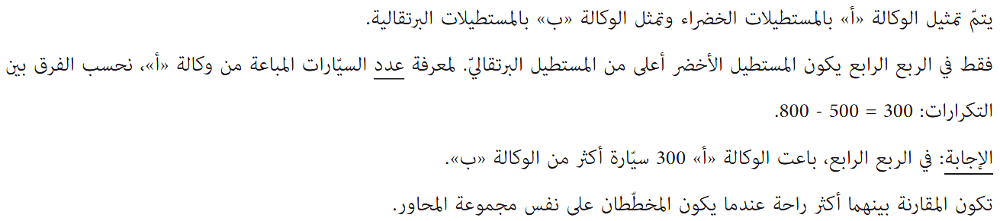 يتمّ تمثيل الوكالة «أ» بالمستطيلات الخضراء وتمثل الوكالة «ب» بالمستطيلات البرتقالية.
فقط في الربع الرابع يكون المستطيل الأخضر أعلى من المستطيل البرتقاليّ. لمعرفة عدد السيّارات المباعة من وكالة «أ»، نحسب الفرق بين
التكرارات: 300 = 500 - 800.
الإجابة: في الربع الرابع، باعت الوكالة «أ» 300 سيّارة أكثر من الوكالة «ب».
تكون المقارنة بينهما أكثر راحة عندما يكون المخطّطان على نفس مجموعة المحاور.